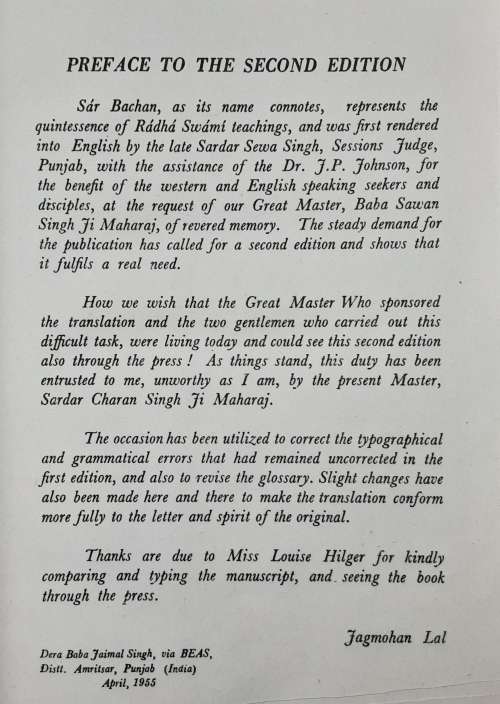 PREFACE TO THE SECOND EDITION
Sár Bachan, as its name connotes, represents the
quintessence of Rádhá Swámí teachings, and was first rendered
into English by the late Sardar Sewa Singh, Sessions Judge,
Punjab, with the assistance of the Dr. J.P. Johnson, for
the benefit of the western and English speaking seekers and
disciples, at the request of our Great Master, Baba Sawan
Singh Ji Maharaj, of revered memory. The steady demand for
the publication has called for a second edition and shows that
it fulfils a real need.
How we wish that the Great Master Who sponsored
the translation and the two gentlemen who carried out this
difficult task, were living today and could see this second edition
also through the press ! As things stand, this duty has been
entrusted to me, unworthy as I am, by the present Master,
Sardar Charan Singh Ji Maharaj.
The occasion has been utilized to correct the typographical
and grammatical errors that had remained uncorrected in the
first edition, and also to revise the glossary. Slight changes have
also been made here and there to make the translation conform
more fully to the letter and spirit of the original.
Thanks are due to Miss Louise Hilger for kindly
comparing and typing the manuscript, and seeing the book
through the press.
Jagmohan Lal
Dera Baba Jaimal Singh, via BEAS,
Distt. Amritsar, Punjab (India)
April, 1955